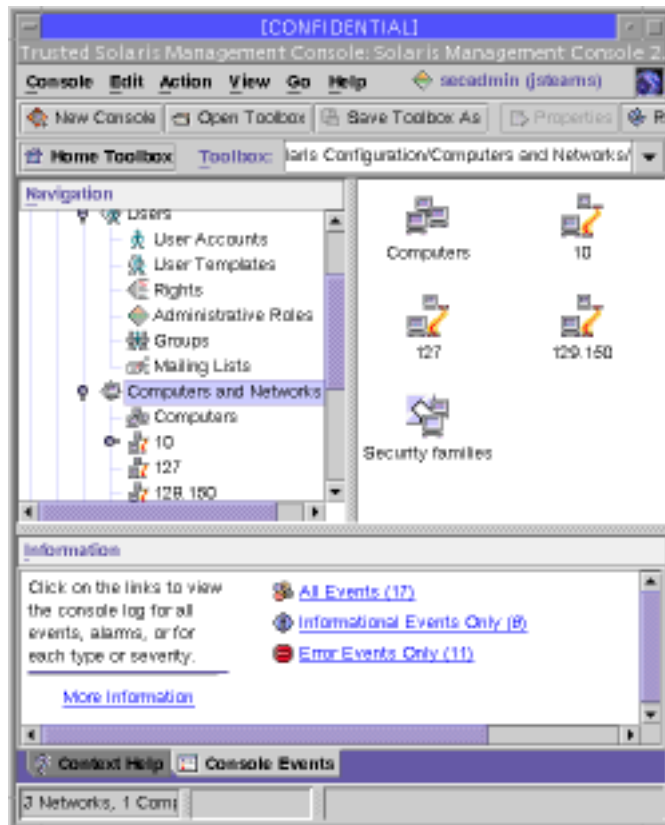 [CONFIDENTIAL]
Trusted Solaris Management Console: Solaris Management Console 2.
Console Edit Action View Go Help secadmin (jstearns)
New Console Open Toolbox Save Toolbox As Properties
Home Toolbox Toolbox: laris Configuration/Computers and Networks/
Navigation
Users
User Accounts
User Templates
Rights
Administrative Roles
Groups
Mailing Lists
Computers and Networks
Computers
10
127
129.150
Computers
10
127
129.150
Security families
Information
Click on the links to view
the console log for all
events, alarms, or for
each type or severity.
More Information
All Events (17)
Informational Events Only (6)
Error Events Only (11)
Context Help Console Events
3 Networks, 1 Comp